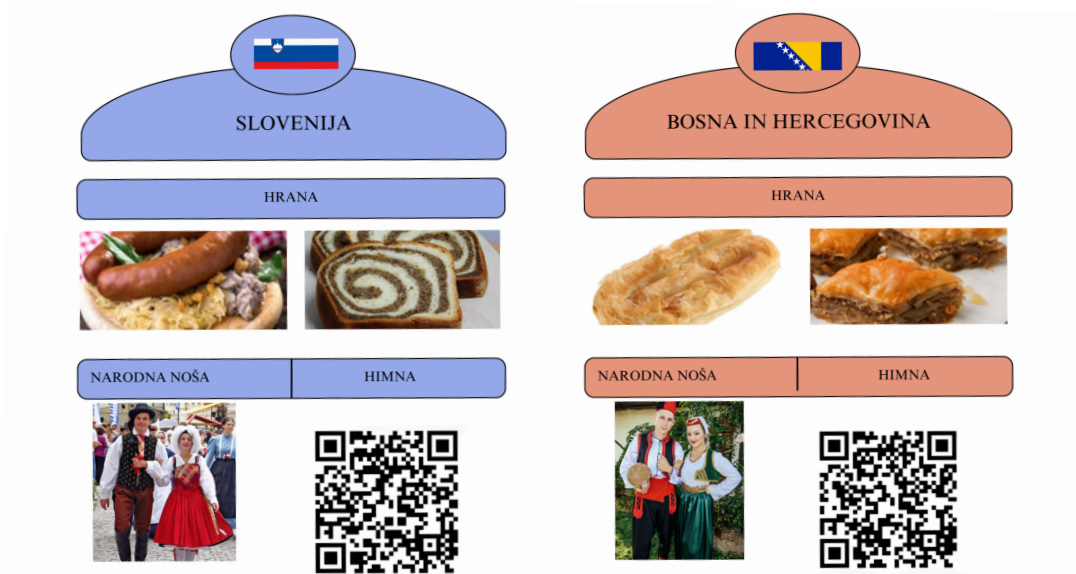 SLOVENIJA
HRANA
NARODNA NOŠA
HIMNA
BOSNA IN HERCEGOVINA
HRANA
NARODNA NOŠA
HIMNA